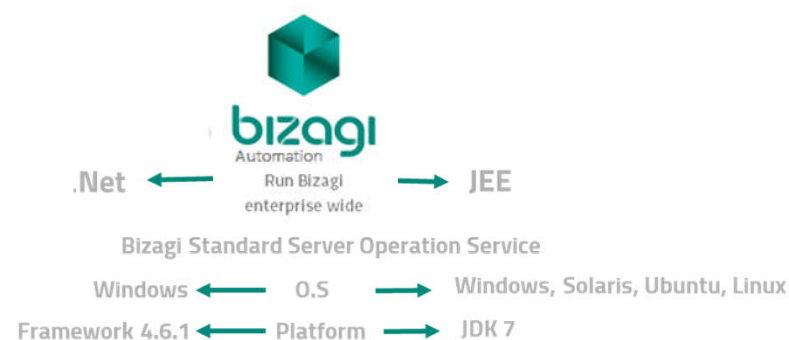 bizagi
Automation
.Net Run Bizagi JEE
enterprise wide
Bizagi Standard Server Operation Service
Windows O.S Windows, Solaris, Ubuntu, Linux
Framework 4.6.1 Platform JDK 7